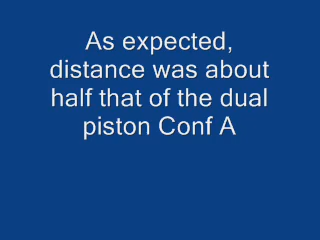 As expected,
distance was about
half that of the dual
piston Conf A